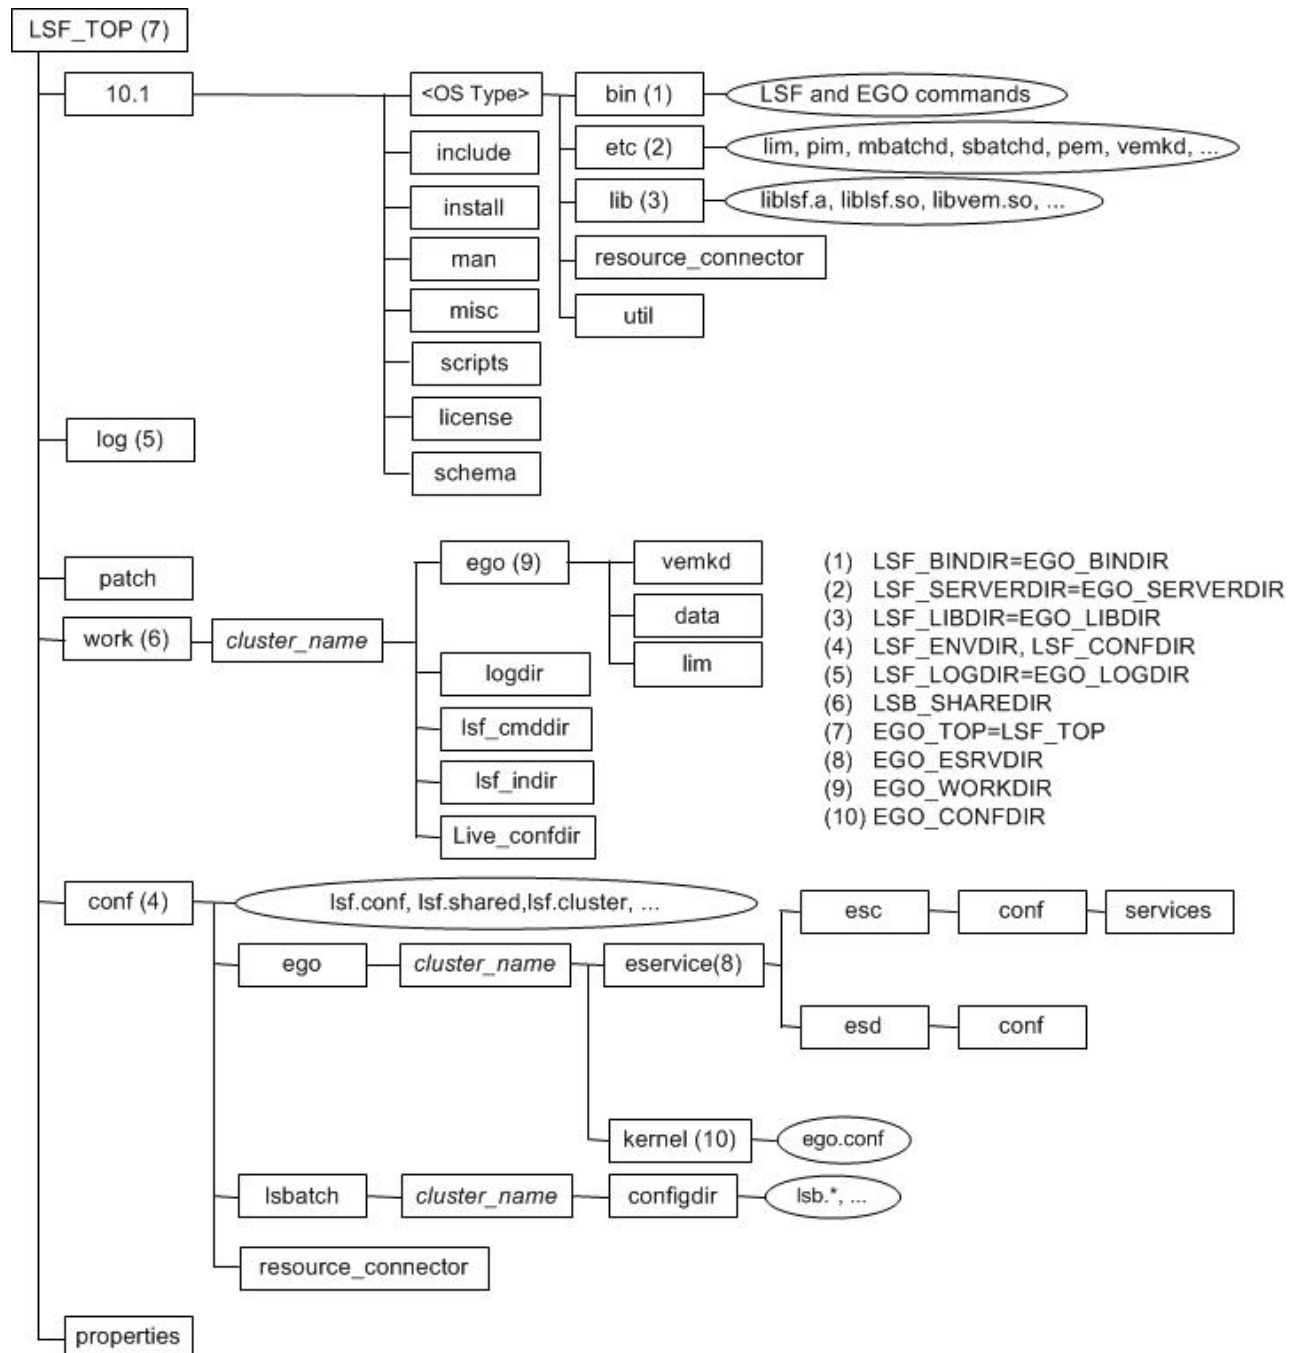 LSF_TOP (7)
10.1
<OS Type>
bin (1)
LSF and EGO commands
include
etc (2)
lim, pim, mbatchd, sbatchd, pem, vemkd, ...
install
lib (3)
liblsf.a, liblsf.so, libvem.so, ...
man
resource_connector
misc
util
scripts
license
log (5)
schema
ego (9)
vemkd
patch
data
work (6)
cluster_name
lim
logdir
lsf_cmddir
lsf_indir
Live_confdir
(1) LSF_BINDIR=EGO_BINDIR
(2) LSF_SERVERDIR=EGO_SERVERDIR
(3) LSF_LIBDIR=EGO_LIBDIR
(4) LSF_ENVDIR, LSF_CONFDIR
(5) LSF_LOGDIR=EGO_LOGDIR
(6) LSB_SHAREDIR
(7) EGO_TOP=LSF_TOP
(8) EGO_ESRVDIR
(9) EGO_WORKDIR
(10) EGO_CONFDIR
conf (4)
lsf.conf, lsf.shared,lsf.cluster, ...
esc
conf
services
ego
cluster_name
eservice(8)
esd
conf
kernel (10)
ego.conf
lsbatch
cluster_name
configdir
lsb.*, ...
resource_connector
properties